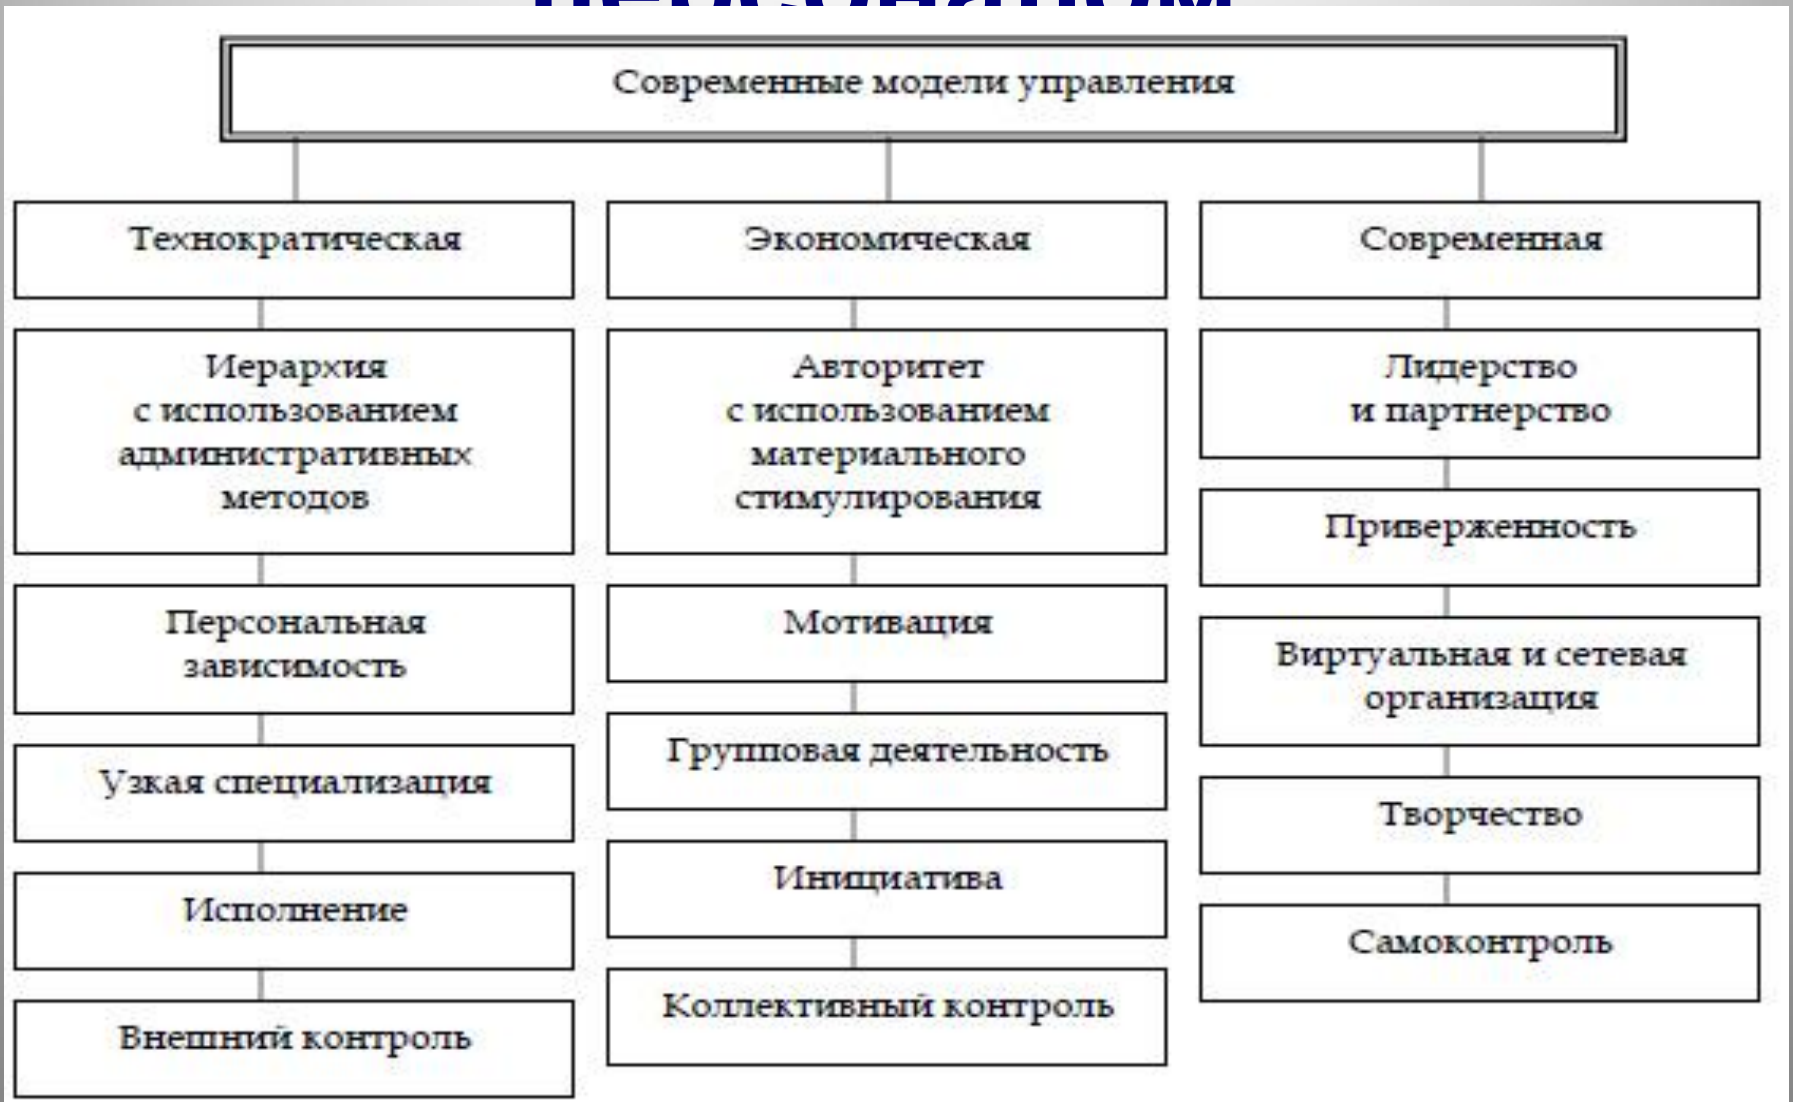 персоналом
Современные модели управления
Технократическая
Иерархия
с использованием
административных
методов
Персональная
зависимость
Узкая специализация
Исполнение
Внешний контроль
Экономическая
Авторитет
с использованием
материального
стимулирования
Мотивация
Групповая деятельность
Инициатива
Коллективный контроль
Современная
Лидерство
и партнерство
Приверженность
Виртуальная и сетевая
организация
Творчество
Самоконтроль